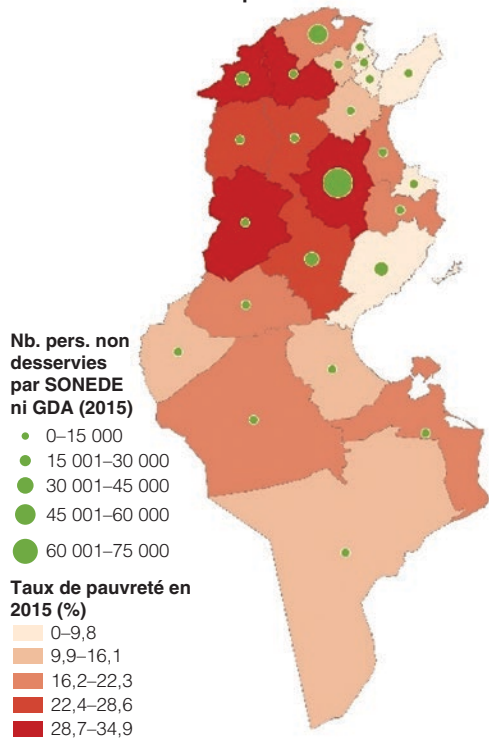 Nb. pers. non
desservies
par SONEDE
ni GDA (2015)
0–15 000
15 001–30 000
30 001–45 000
45 001–60 000
60 001–75 000
Taux de pauvreté en
2015 (%)
0–9,8
9,9–16,1
16,2–22,3
22,4–28,6
28,7–34,9